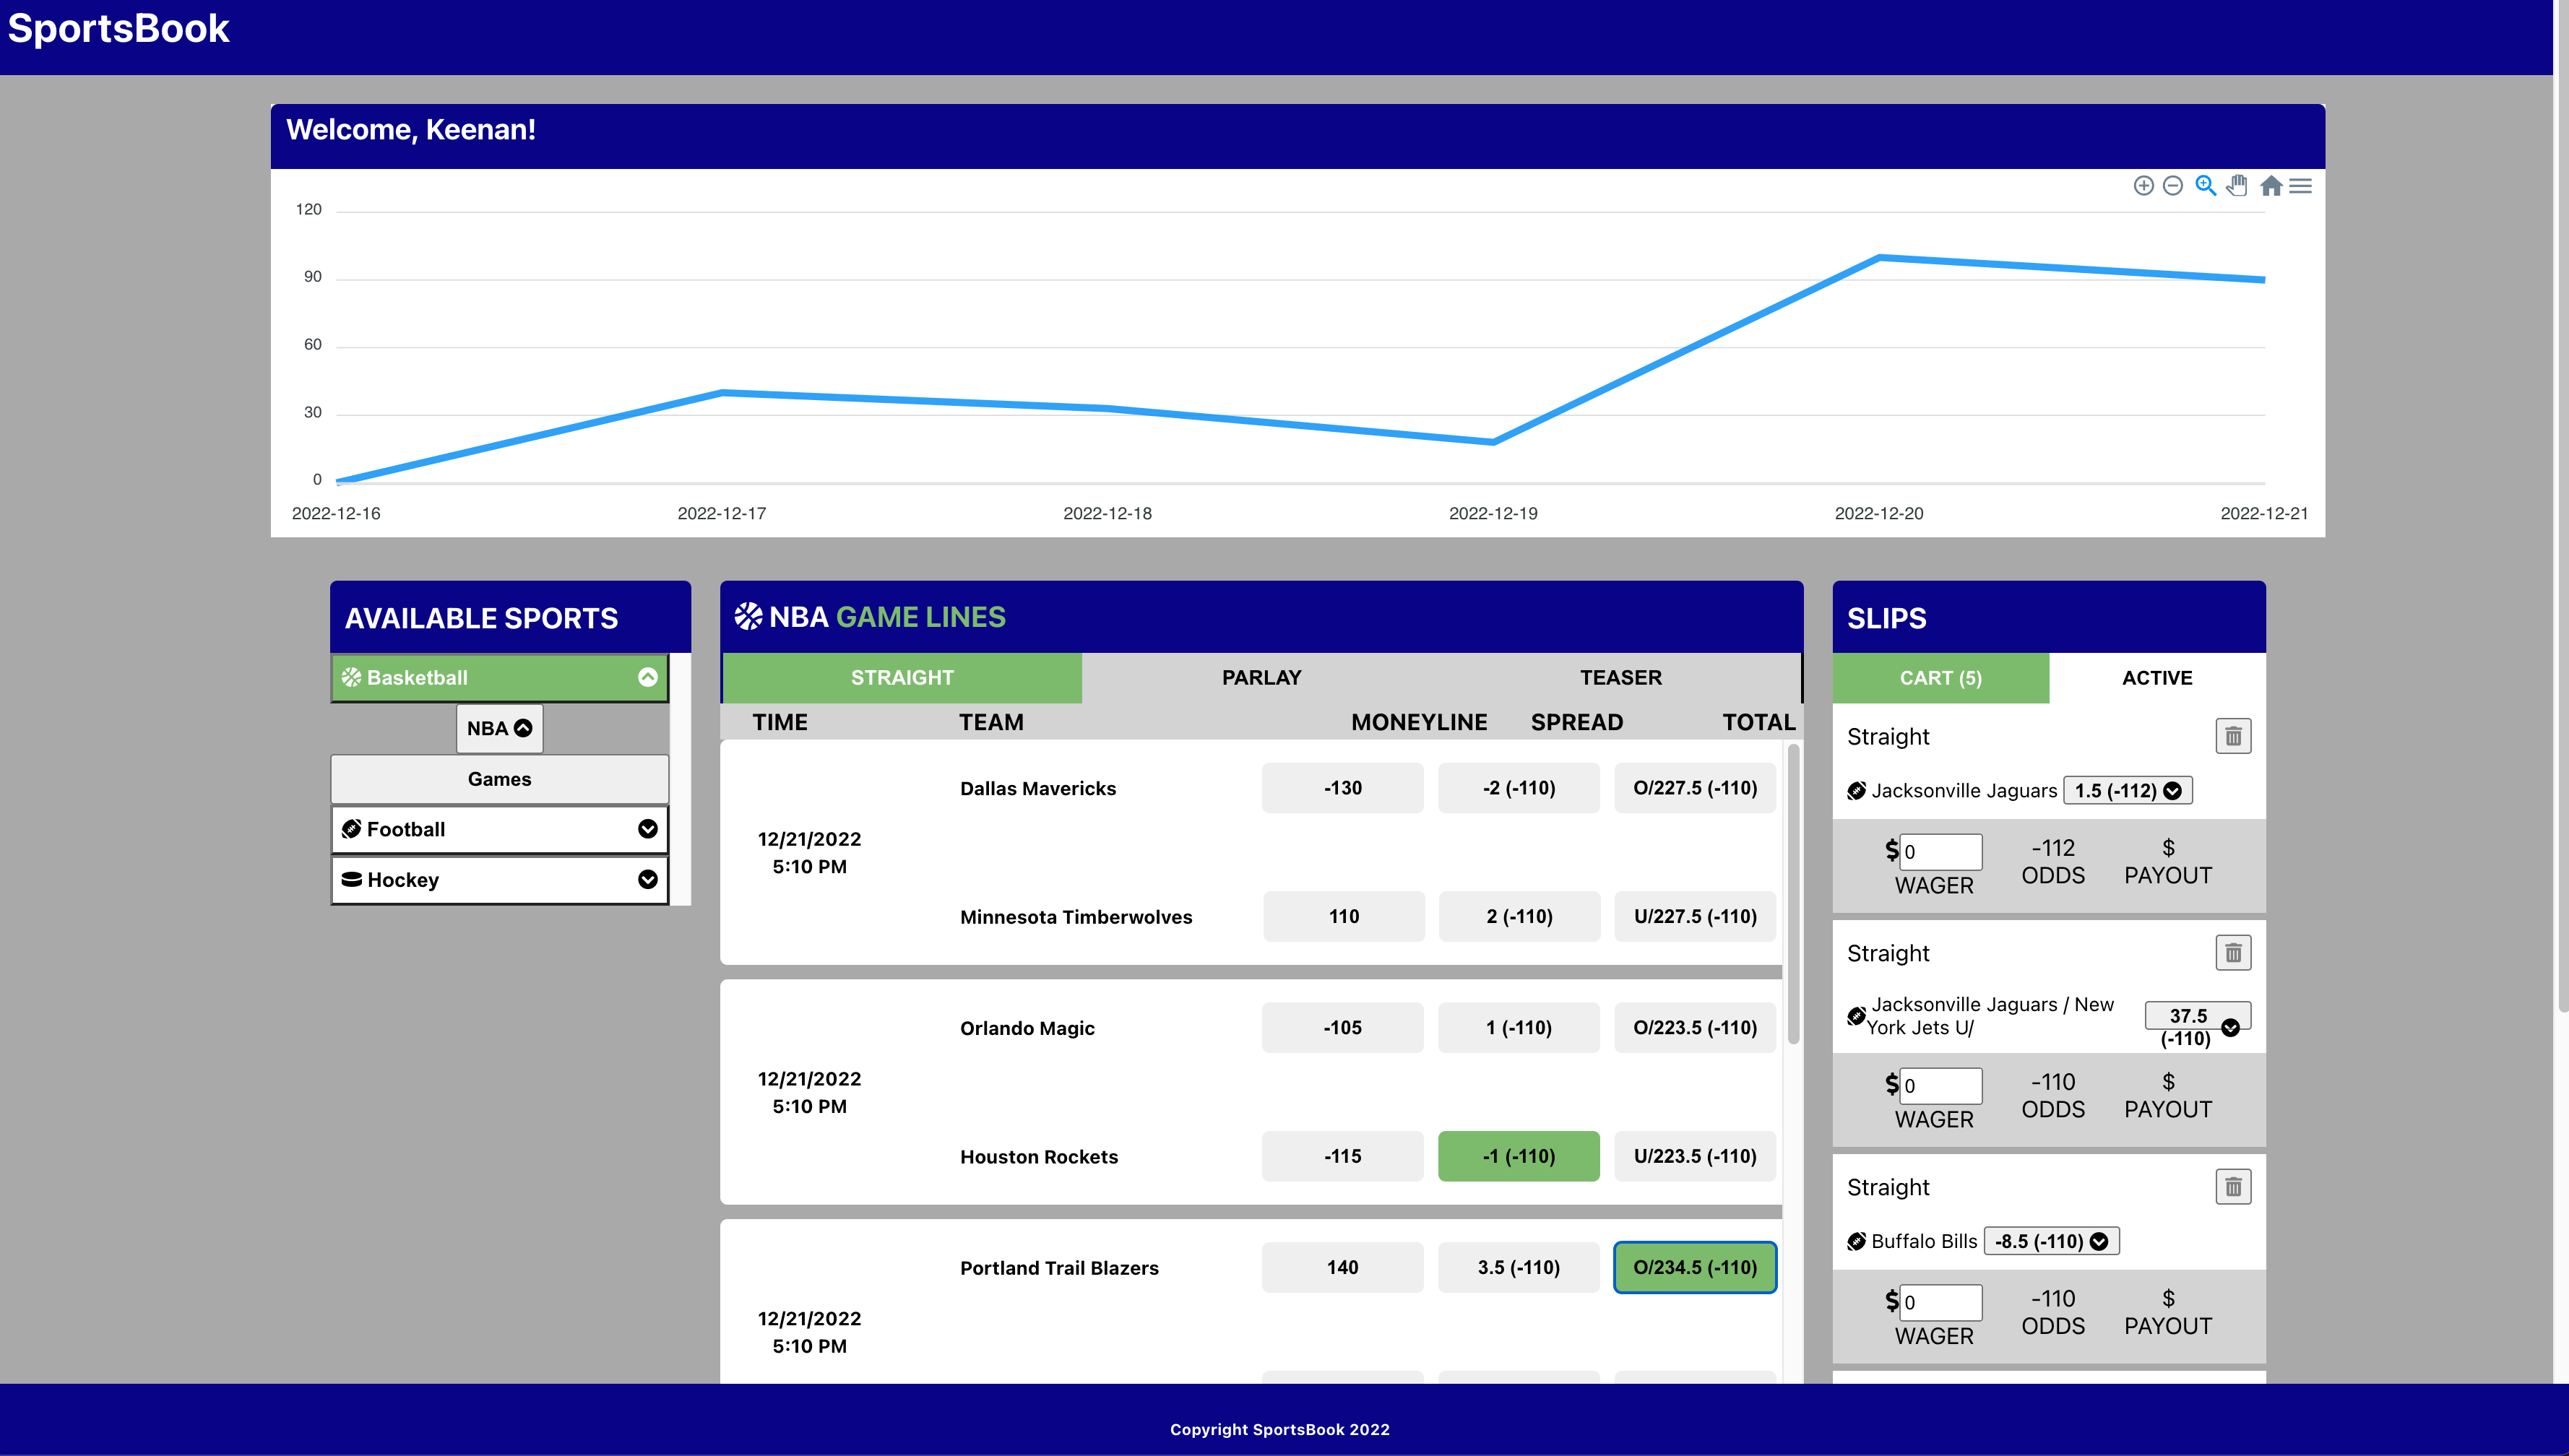 SportsBook
Welcome, Keenan!
120
90
60
30
0
2022-12-16 2022-12-17 2022-12-18 2022-12-19 2022-12-20 2022-12-21
AVAILABLE SPORTS
Basketball
NBA
Games
Football
Hockey
NBA GAME LINES
STRAIGHT PARLAY TEASER
TIME TEAM MONEYLINE SPREAD TOTAL
Dallas Mavericks -130 -2 (-110) O/227.5 (-110)
12/21/2022
5:10 PM
Minnesota Timberwolves 110 2 (-110) U/227.5 (-110)
Orlando Magic -105 1 (-110) O/223.5 (-110)
12/21/2022
5:10 PM
Houston Rockets -115 -1 (-110) U/223.5 (-110)
Portland Trail Blazers 140 3.5 (-110) O/234.5 (-110)
12/21/2022
5:10 PM
SLIPS
CART (5) ACTIVE
Straight
Jacksonville Jaguars 1.5 (-112)
$ 0 -112 $
WAGER ODDS PAYOUT
Straight
Jacksonville Jaguars / New
York Jets U/
37.5
(-110)
$ 0 -110 $
WAGER ODDS PAYOUT
Straight
Buffalo Bills -8.5 (-110)
$ 0 -110 $
WAGER ODDS PAYOUT
Copyright SportsBook 2022